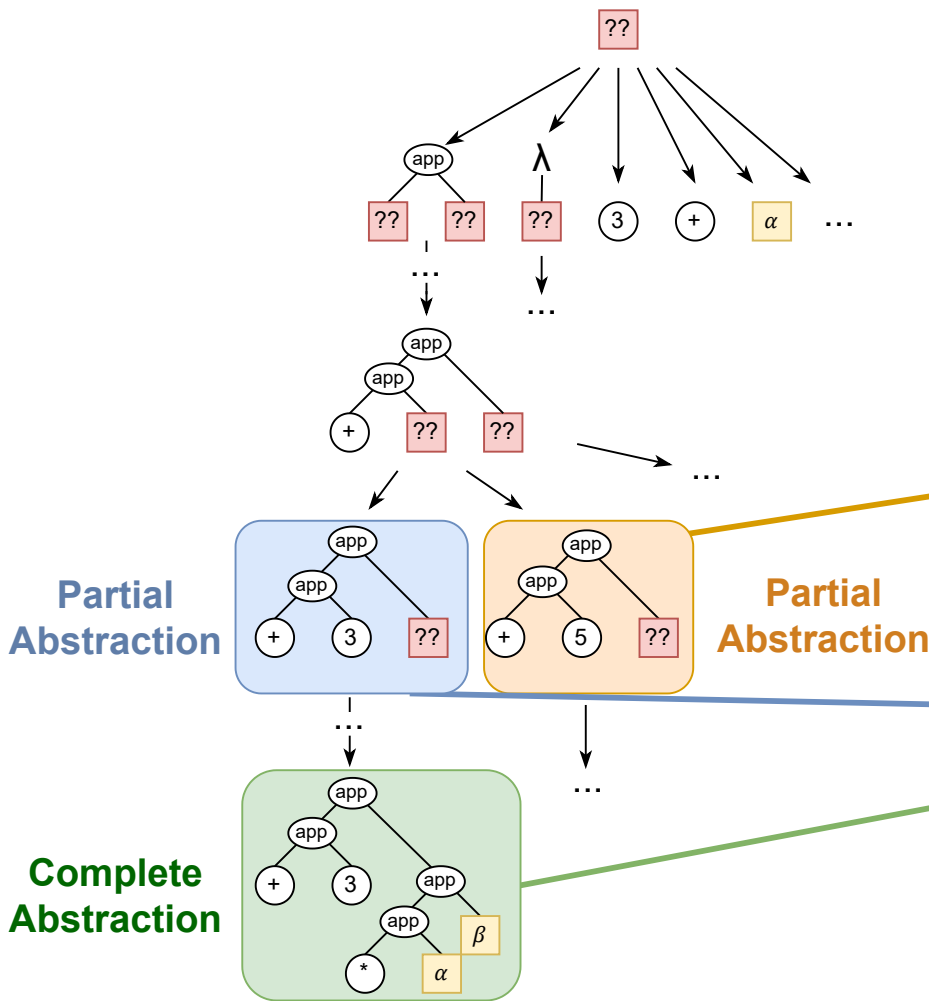 ??
app
λ
?? ?? ?? 3 + α ...
...
...
app
app
+ ?? ??
...
app app
app app
Partial
Abstraction
+ 3 ?? + 5 ??
Partial
Abstraction
...
...
app
app
Complete
Abstraction
+ 3 app
app
β
* α